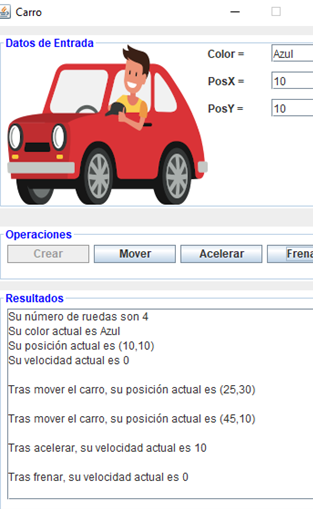 Carro
Datos de Entrada
Color = Azul
PosX = 10
PosY = 10
Operaciones
Crear Mover Acelerar Frena
Resultados
Su número de ruedas son 4
Su color actual es Azul
Su posición actual es (10,10)
Su velocidad actual es 0
Tras mover el carro, su posición actual es (25,30)
Tras mover el carro, su posición actual es (45,10)
Tras acelerar, su velocidad actual es 10
Tras frenar, su velocidad actual es 0